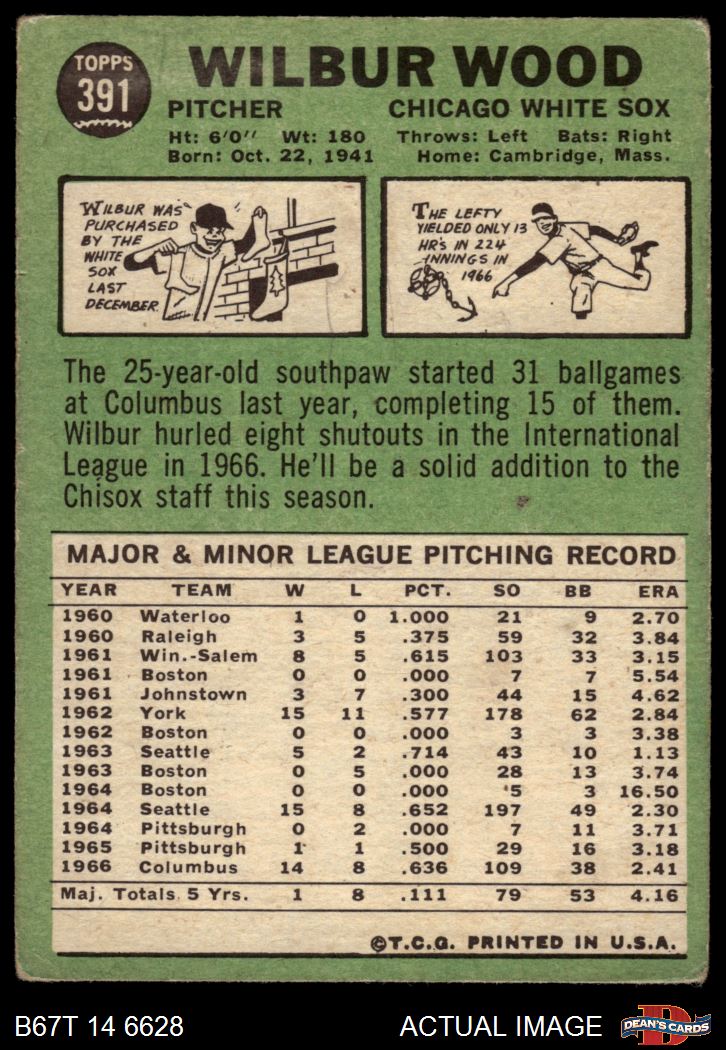 TOPPS
391
WILBUR WOOD
PITCHER CHICAGO WHITE SOX
Ht: 6'0" Wt: 180 Throws: Left Bats: Right
Born: Oct. 22, 1941 Home: Cambridge, Mass.
WILBUR WAS
PURCHASED
BY THE
WHITE
SOX
LAST
DECEMBER.
THE LEFTY
YIELDED ONLY 13
HR's IN 224
INNINGS IN
1966
The 25-year-old southpaw started 31 ballgames
at Columbus last year, completing 15 of them.
Wilbur hurled eight shutouts in the International
League in 1966. He'll be a solid addition to the
Chisox staff this season.
MAJOR & MINOR LEAGUE PITCHING RECORD
YEAR TEAM W L PCT. SO BB ERA
1960 Waterloo 1 0 1.000 21 9 2.70
1960 Raleigh 3 5 .375 59 32 3.84
1961 Win.-Salem 8 5 .615 103 33 3.15
1961 Boston 0 0 .000 7 7 5.54
1961 Johnstown 3 7 .300 44 15 4.62
1962 York 15 11 .577 178 62 2.84
1962 Boston 0 0 .000 3 3 3.38
1963 Seattle 5 2 .714 43 10 1.13
1963 Boston 0 5 .000 28 13 3.74
1964 Boston 0 0 .000 5 3 16.50
1964 Seattle 15 8 .652 197 49 2.30
1964 Pittsburgh 0 2 .000 7 11 3.71
1965 Pittsburgh 1 1 .500 29 16 3.18
1966 Columbus 14 8 .636 109 38 2.41
Maj. Totals 5 Yrs. 1 8 .111 79 53 4.16
©T.C.G. PRINTED IN U.S.A.
B67T 14 6628 ACTUAL IMAGE
D
DEAN'S CARDS